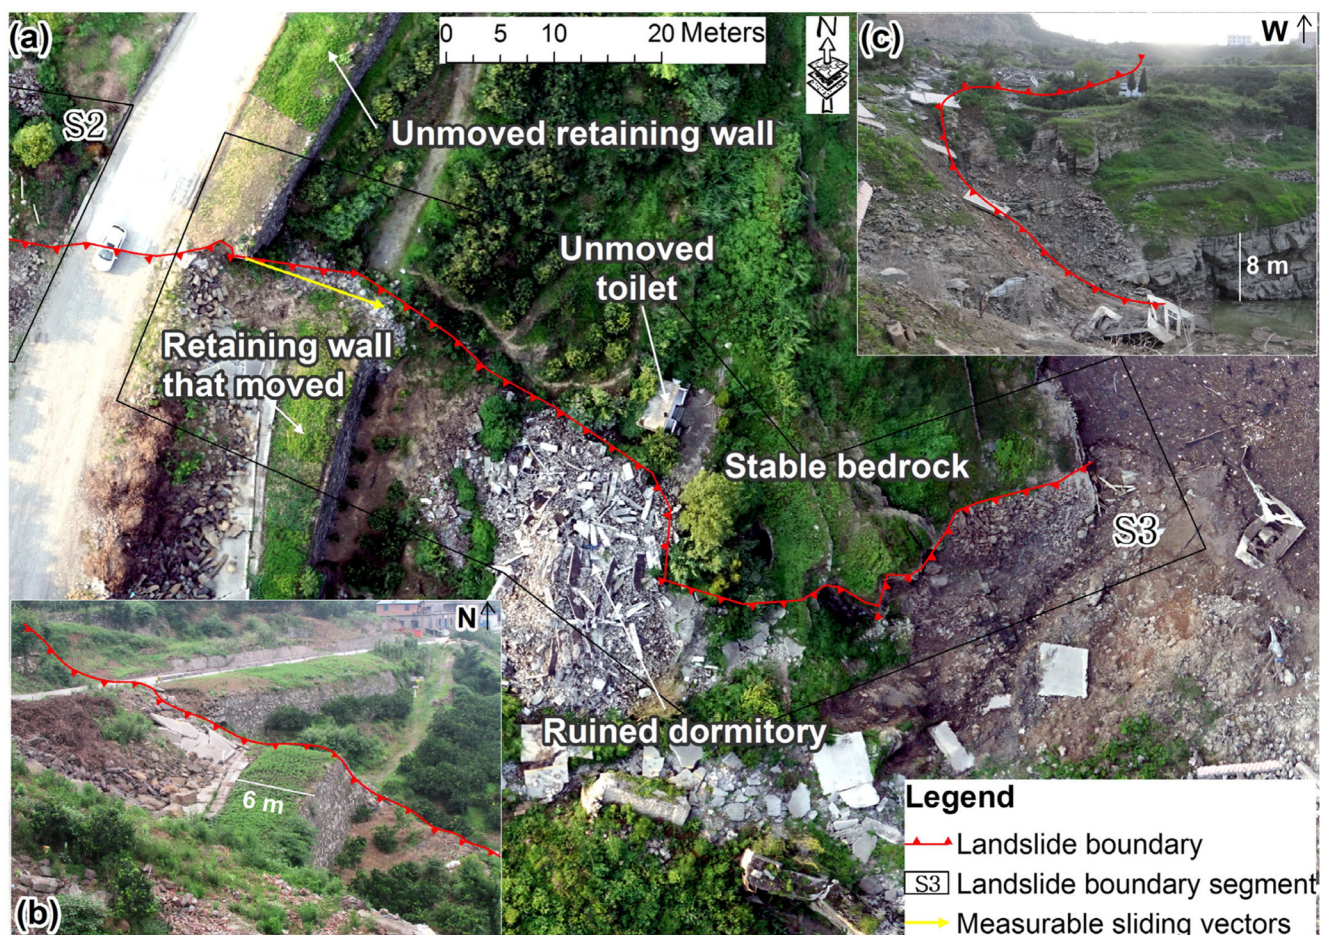 (a)
0 5 10 20 Meters
N
(c)
W
S2
Unmoved retaining wall
Unmoved
toilet
8 m
Retaining wall
that moved
Stable bedrock
S3
N
6 m
(b)
Ruined dormitory
Legend
Landslide boundary
S3 Landslide boundary segment
Measurable sliding vectors